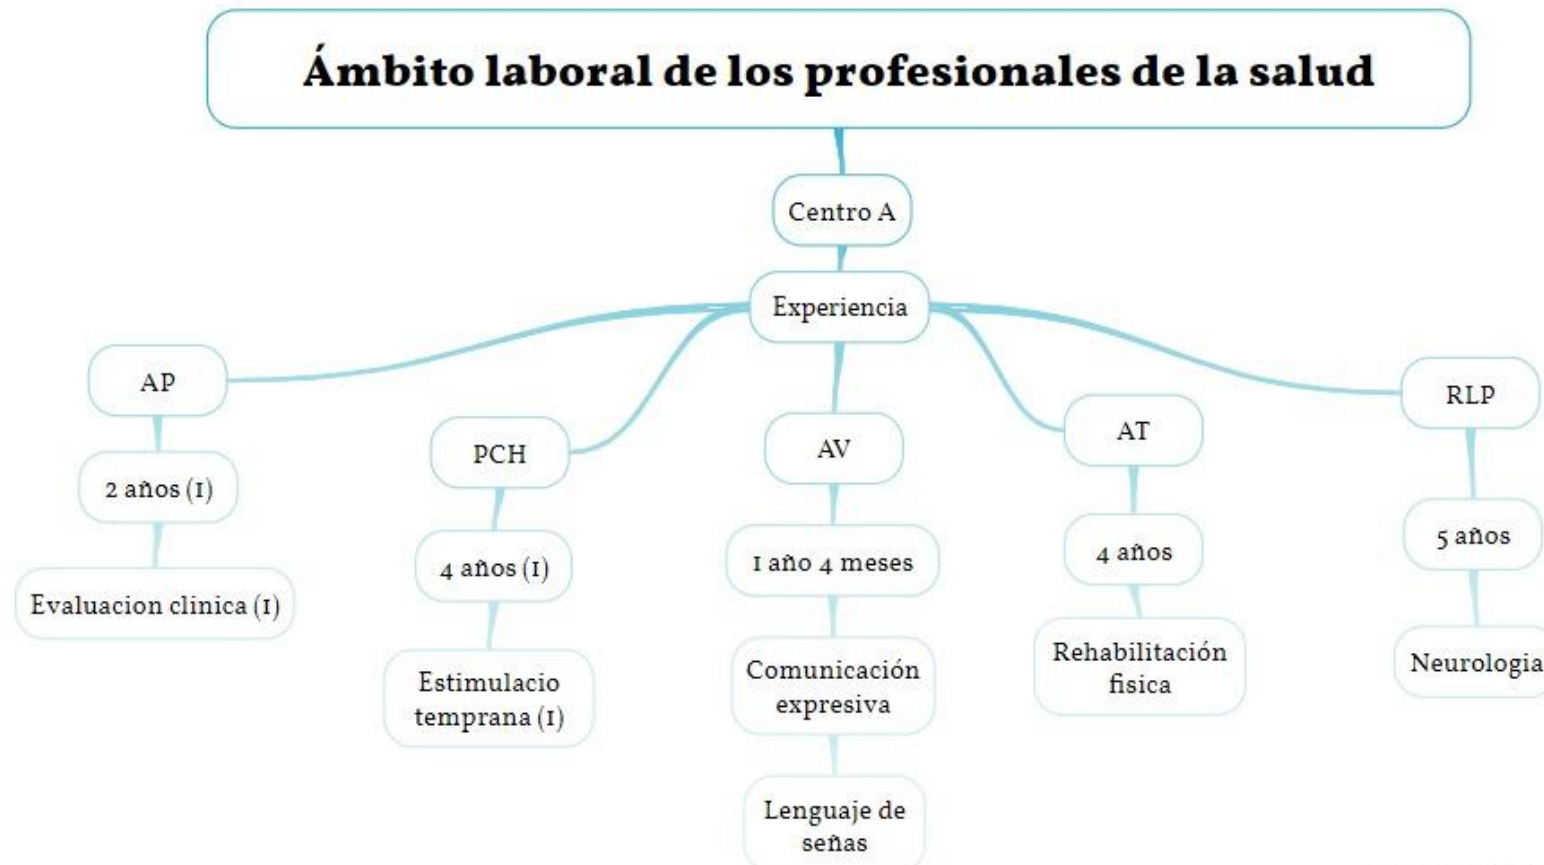 Ámbito laboral de los profesionales de la salud
Centro A
Experiencia
AP
2 años (1)
Evaluacion clinica (1)
PCH
4 años (1)
Estimulacio
temprana (1)
AV
1 año 4 meses
Comunicación
expresiva
Lenguaje de
señas
AT
4 años
Rehabilitación
fisica
RLP
5 años
Neurologia